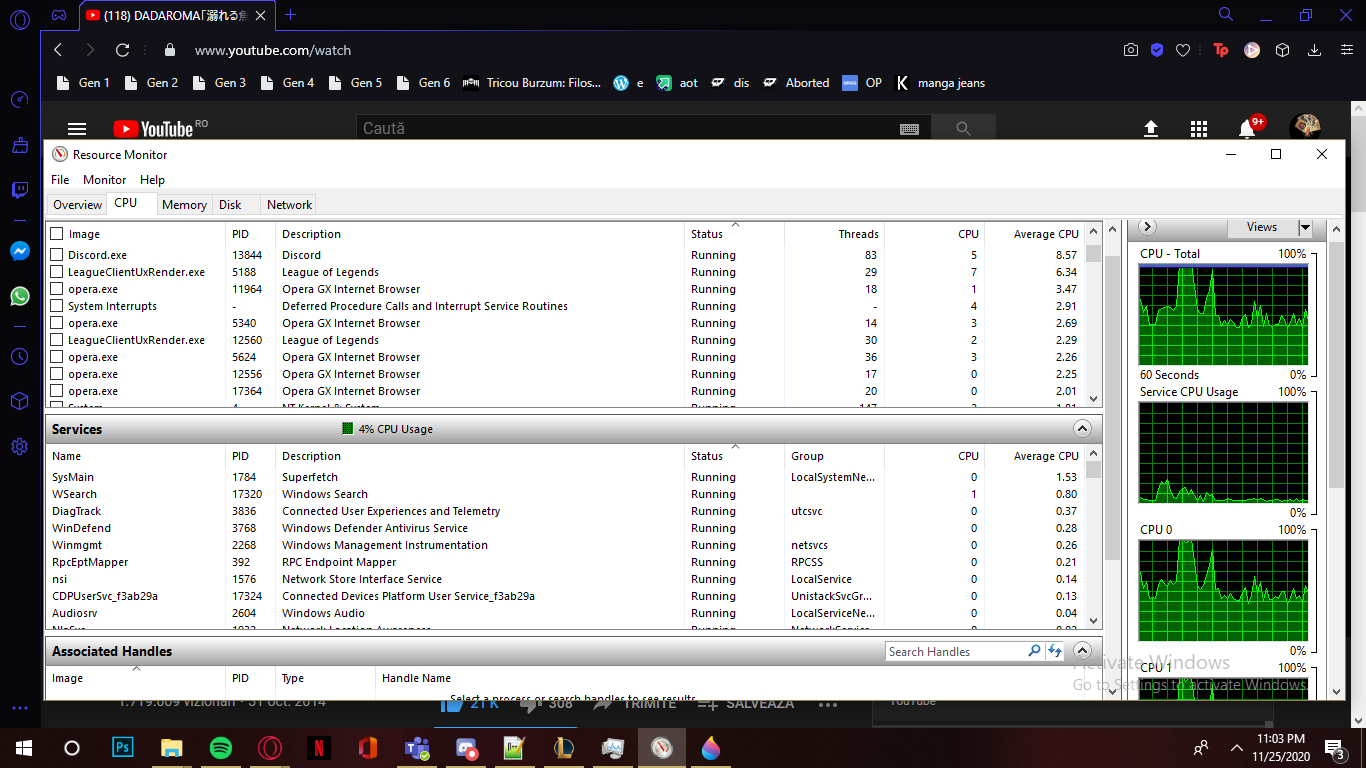 (118) DADAROMA「溺れる魚
www.youtube.com/watch
Tp
Gen 1 Gen 2 Gen 3 Gen 4 Gen 5 Gen 6 Tricou Burzum: Filos... e aot dis Aborted OP manga jeans
YouTube RO Caută 9+
Resource Monitor
File Monitor Help
Overview CPU Memory Disk Network
Image PID Description Status Threads CPU Average CPU
Discord.exe 13844 Discord Running 83 5 8.57
LeagueClientUxRender.exe 5188 League of Legends Running 29 7 6.34
opera.exe 11964 Opera GX Internet Browser Running 18 1 3.47
System Interrupts - Deferred Procedure Calls and Interrupt Service Routines Running - 4 2.91
opera.exe 5340 Opera GX Internet Browser Running 14 3 2.69
LeagueClientUxRender.exe 12560 League of Legends Running 30 2 2.29
opera.exe 5624 Opera GX Internet Browser Running 36 3 2.26
opera.exe 12556 Opera GX Internet Browser Running 17 0 2.25
opera.exe 17364 Opera GX Internet Browser Running 20 0 2.01
Services 4% CPU Usage
Name PID Description Status Group CPU Average CPU
SysMain 1784 Superfetch Running LocalSystemNe... 0 1.53
WSearch 17320 Windows Search Running 1 0.80
DiagTrack 3836 Connected User Experiences and Telemetry Running utcsvc 0 0.37
WinDefend 3768 Windows Defender Antivirus Service Running 0 0.28
Winmgmt 2268 Windows Management Instrumentation Running netsvcs 0 0.26
RpcEptMapper 392 RPC Endpoint Mapper Running RPCSS 0 0.21
nsi 1576 Network Store Interface Service Running LocalService 0 0.14
CDPUserSvc_f3ab29a 17324 Connected Devices Platform User Service_f3ab29a Running UnistackSvcGr... 0 0.13
Audiosrv 2604 Windows Audio Running LocalServiceNe... 0 0.04
Associated Handles Search Handles
Image PID Type Handle Name
Select a process or search handles to see results.
Views
CPU - Total 100%
60 Seconds 0%
Service CPU Usage 100%
0%
CPU 0 100%
0%
CPU 1 100%
Activate Windows
Go to Settings to activate Windows.
1.719.009 vizionări • 31 oct. 2014 21 K 308 TRIMITE SALVEAZĂ
YouTube
Ps N
11:03 PM
11/25/2020
3